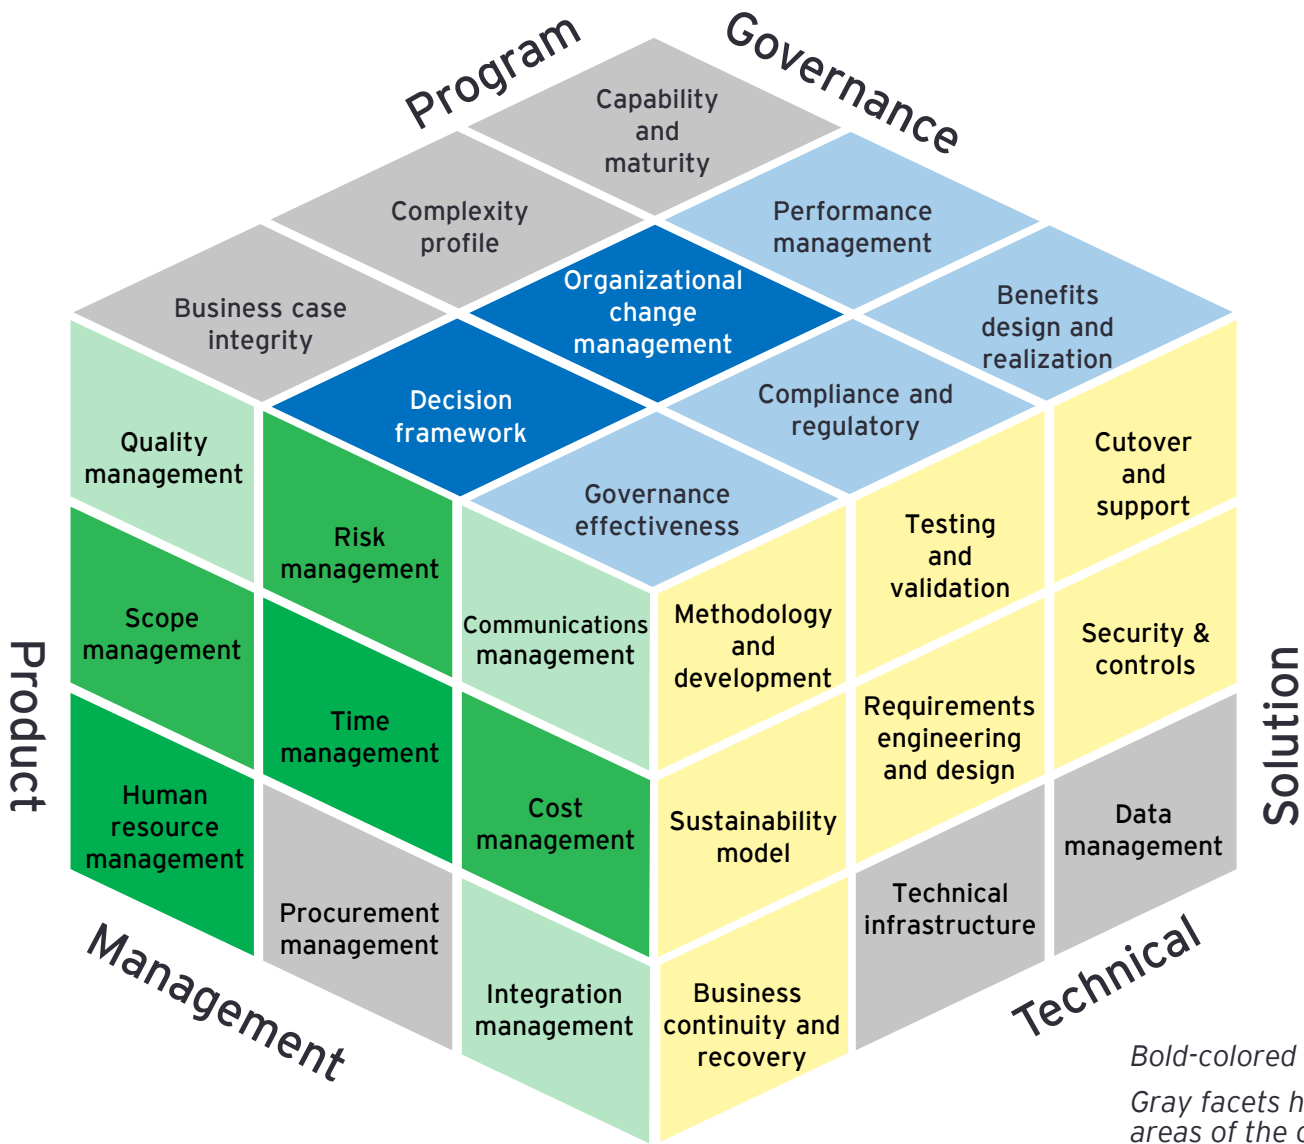 Program
Governance
Capability
and
maturity
Complexity
profile
Performance
management
Business case
integrity
Organizational
change
management
Benefits
design and
realization
Decision
framework
Compliance and
regulatory
Governance
effectiveness
Quality
management
Risk
management
Communications
management
Scope
management
Time
management
Cost
management
Human
resource
management
Procurement
management
Integration
management
Methodology
and
development
Testing
and
validation
Cutover
and
support
Sustainability
model
Requirements
engineering
and design
Security &
controls
Business
continuity and
recovery
Technical
infrastructure
Data
management
Product
Management
Technical
Solution
Bold-colored
Gray facets h
areas of the